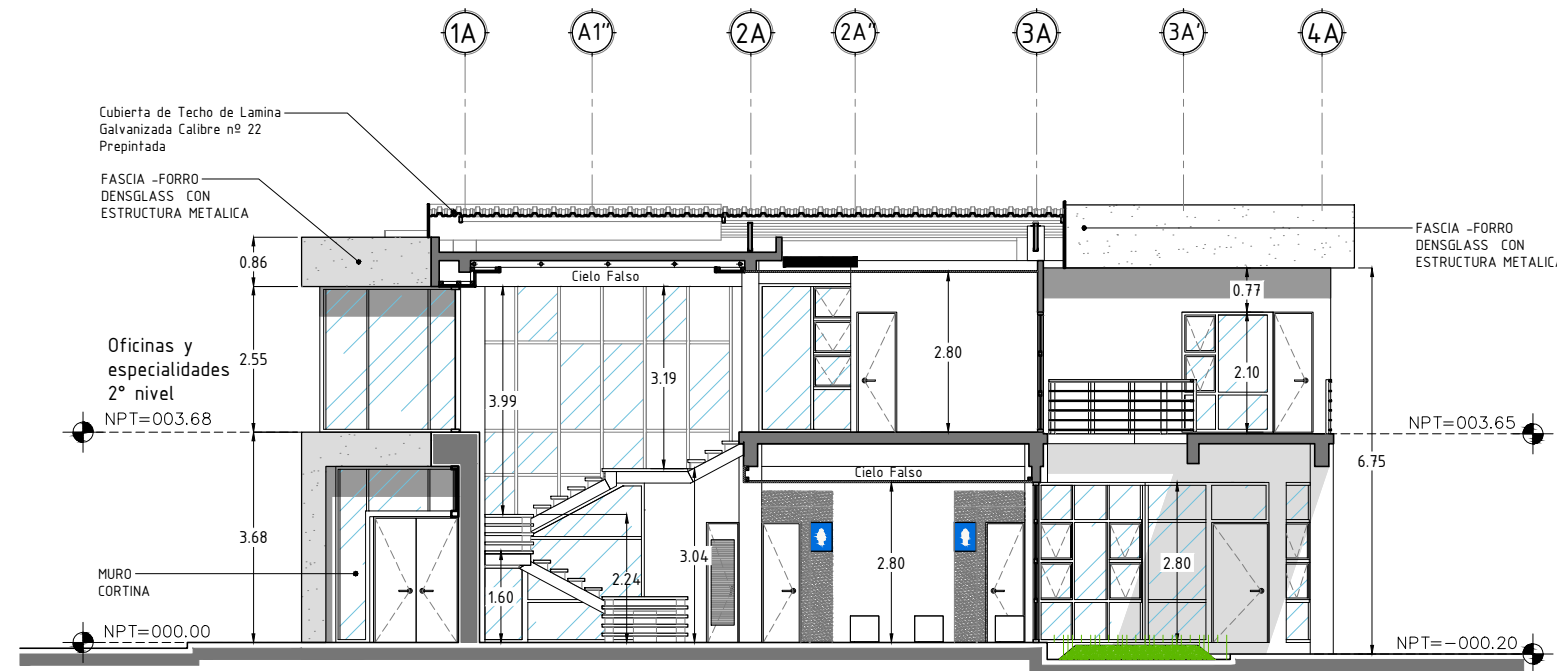 1A
A1''
2A
2A''
3A
3A'
4A
Cubierta de Techo de Lamina
Galvanizada Calibre nº 22
Prepintada
FASCIA -FORRO
DENSGLASS CON
ESTRUCTURA METALICA
FASCIA -FORRO
DENSGLASS CON
ESTRUCTURA METALICA
0.86
Cielo Falso
0.77
Oficinas y
especialidades
2° nivel
2.55
3.99
3.19
2.80
2.10
NPT=003.68
NPT=003.65
6.75
Cielo Falso
3.68
3.04
2.24
1.60
2.80
2.80
MURO
CORTINA
NPT=000.00
NPT=-000.20